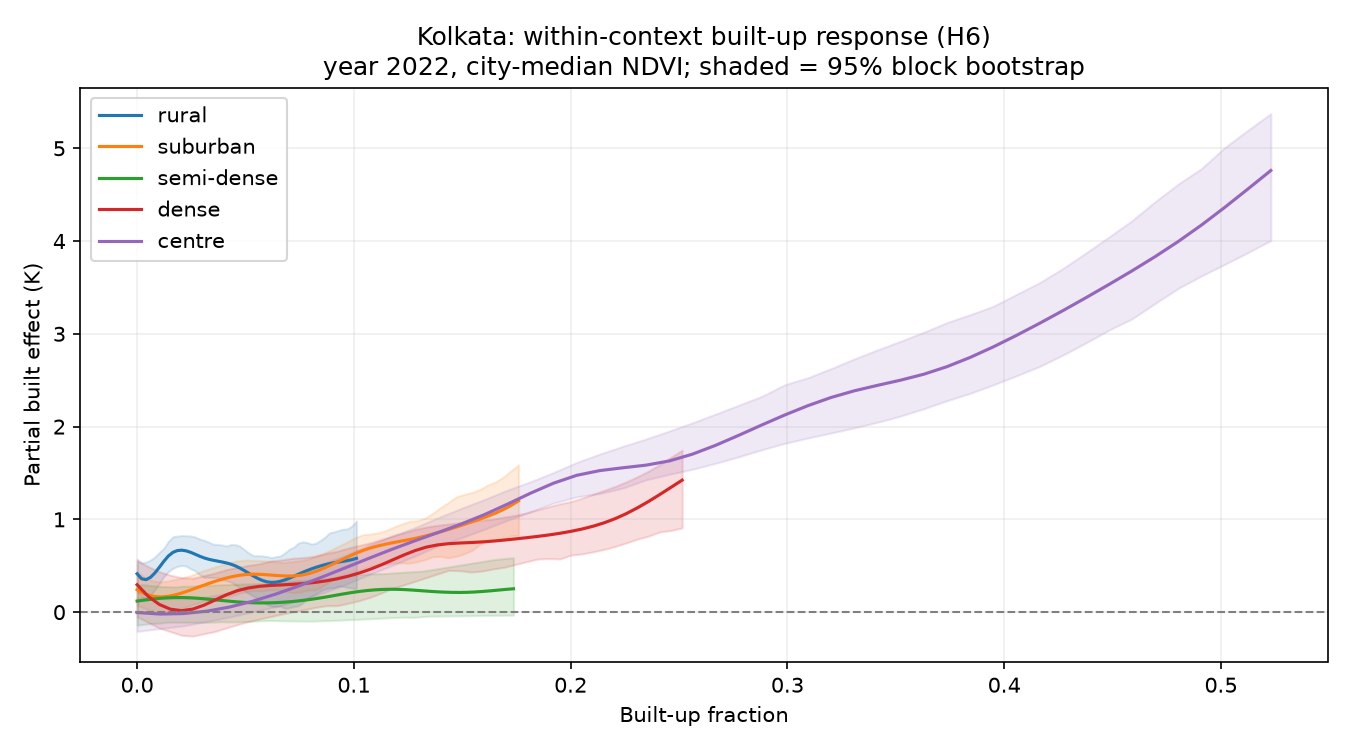 Kolkata: within-context built-up response (H6)
year 2022, city-median NDVI; shaded = 95% block bootstrap
rural
suburban
semi-dense
dense
centre
Partial built effect (K)
5
4
3
2
1
0
0.0 0.1 0.2 0.3 0.4 0.5
Built-up fraction